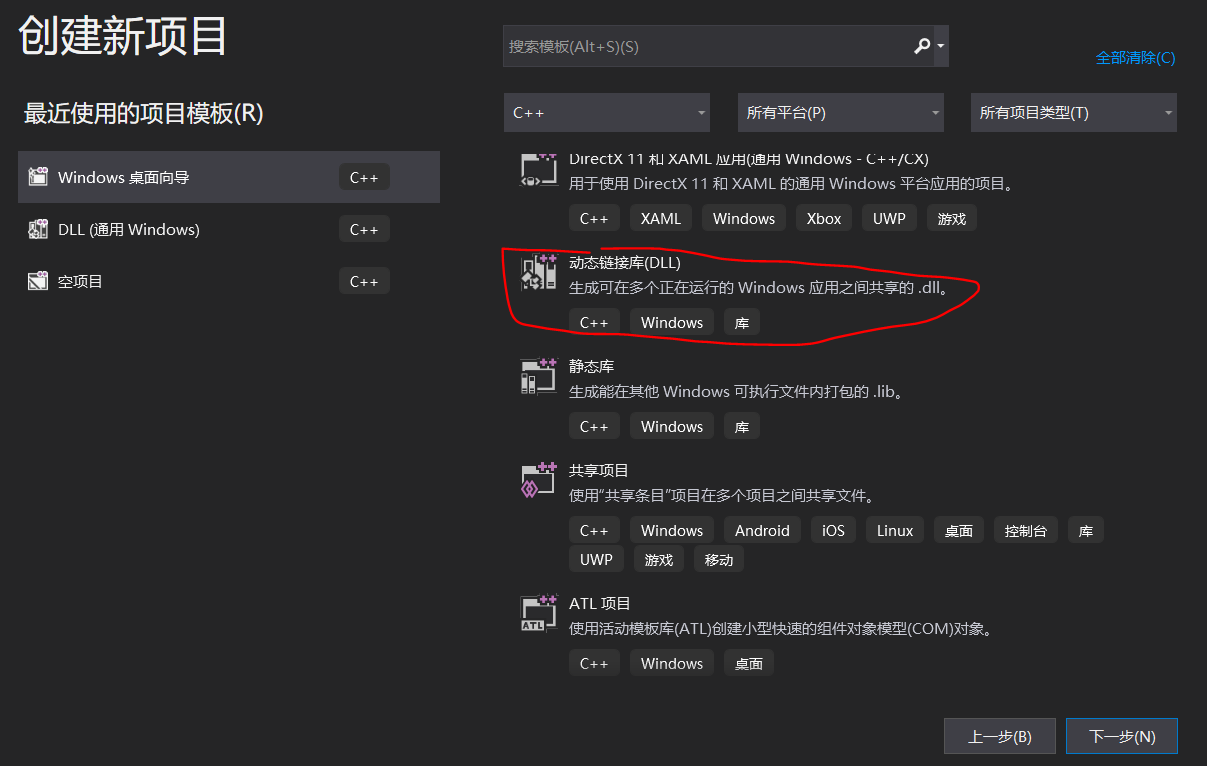 创建新项目
搜索模板(Alt+S)(S)
全部清除(C)
最近使用的项目模板(R)
C++
所有平台(P)
所有项目类型(T)
Windows 桌面向导
C++
DLL (通用 Windows)
C++
空项目
C++
DirectX 11 和 XAML 应用(通用 Windows - C++/CX)
用于使用 DirectX 11 和 XAML 的通用 Windows 平台应用的项目。
C++ XAML Windows Xbox UWP 游戏
动态链接库(DLL)
生成可在多个正在运行的 Windows 应用之间共享的 .dll。
C++ Windows 库
静态库
生成能在其他 Windows 可执行文件内打包的 .lib。
C++ Windows 库
共享项目
使用“共享条目”项目在多个项目之间共享文件。
C++ Windows Android iOS Linux 桌面 控制台 库
UWP 游戏 移动
ATL 项目
ATL
使用活动模板库(ATL)创建小型快速的组件对象模型(COM)对象。
C++ Windows 桌面
上一步(B)
下一步(N)